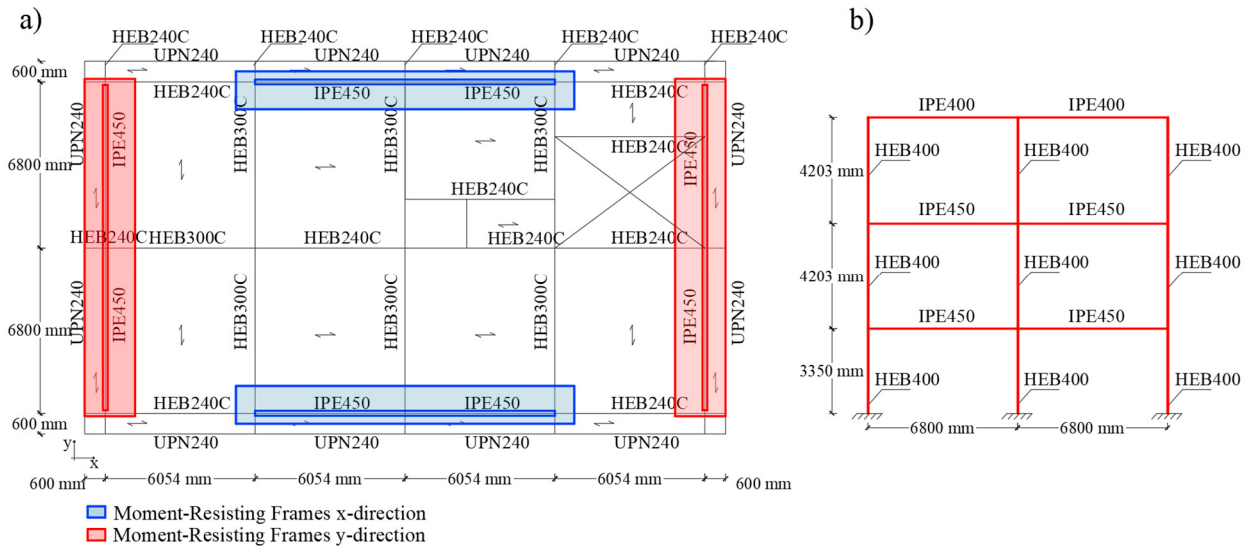 a)
b)
HEB240C HEB240C HEB240C HEB240C HEB240C
UPN240 UPN240 UPN240 UPN240
600 mm
HEB240C IPE450 IPE450 HEB240C
UPN240 IPE450 HEB300C HEB300C IPE450 UPN240
6800 mm
HEB240C
HEB240C
HEB240C HEB300C HEB240C HEB240C HEB240C
UPN240 IPE450 HEB300C HEB300C HEB300C IPE450 UPN240
6800 mm
HEB240C IPE450 IPE450 HEB240C
600 mm
UPN240 UPN240 UPN240 UPN240
y
x
600 mm 6054 mm 6054 mm 6054 mm 6054 mm 600 mm
Moment-Resisting Frames x-direction
Moment-Resisting Frames y-direction
IPE400 IPE400
4203 mm HEB400 HEB400 HEB400
IPE450 IPE450
4203 mm HEB400 HEB400 HEB400
IPE450 IPE450
3350 mm HEB400 HEB400 HEB400
6800 mm 6800 mm